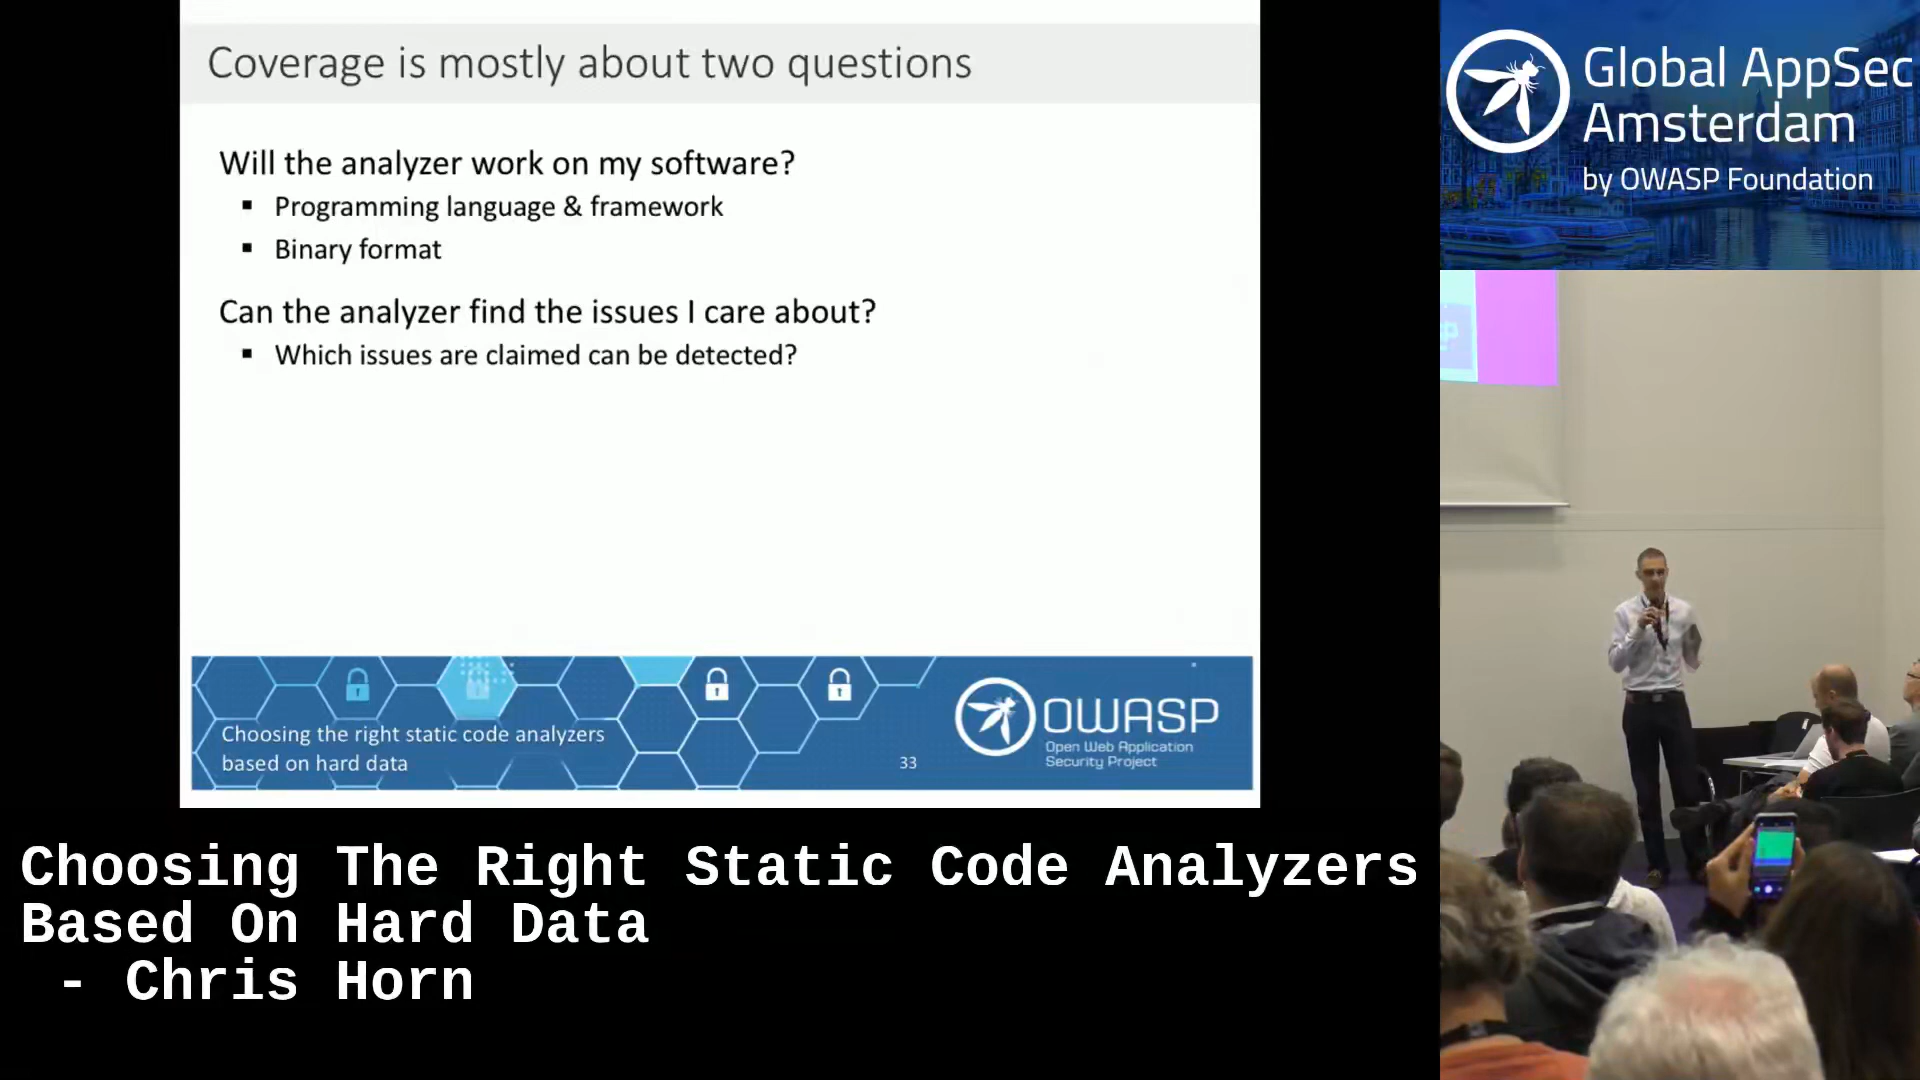 Coverage is mostly about two questions
Will the analyzer work on my software?
Programming language & framework
Binary format
Can the analyzer find the issues I care about?
Which issues are claimed can be detected?
Choosing the right static code analyzers
based on hard data
33
OWASP
Open Web Application
Security Project
Global AppSec
Amsterdam
by OWASP Foundation
Choosing The Right Static Code Analyzers
Based On Hard Data
- Chris Horn